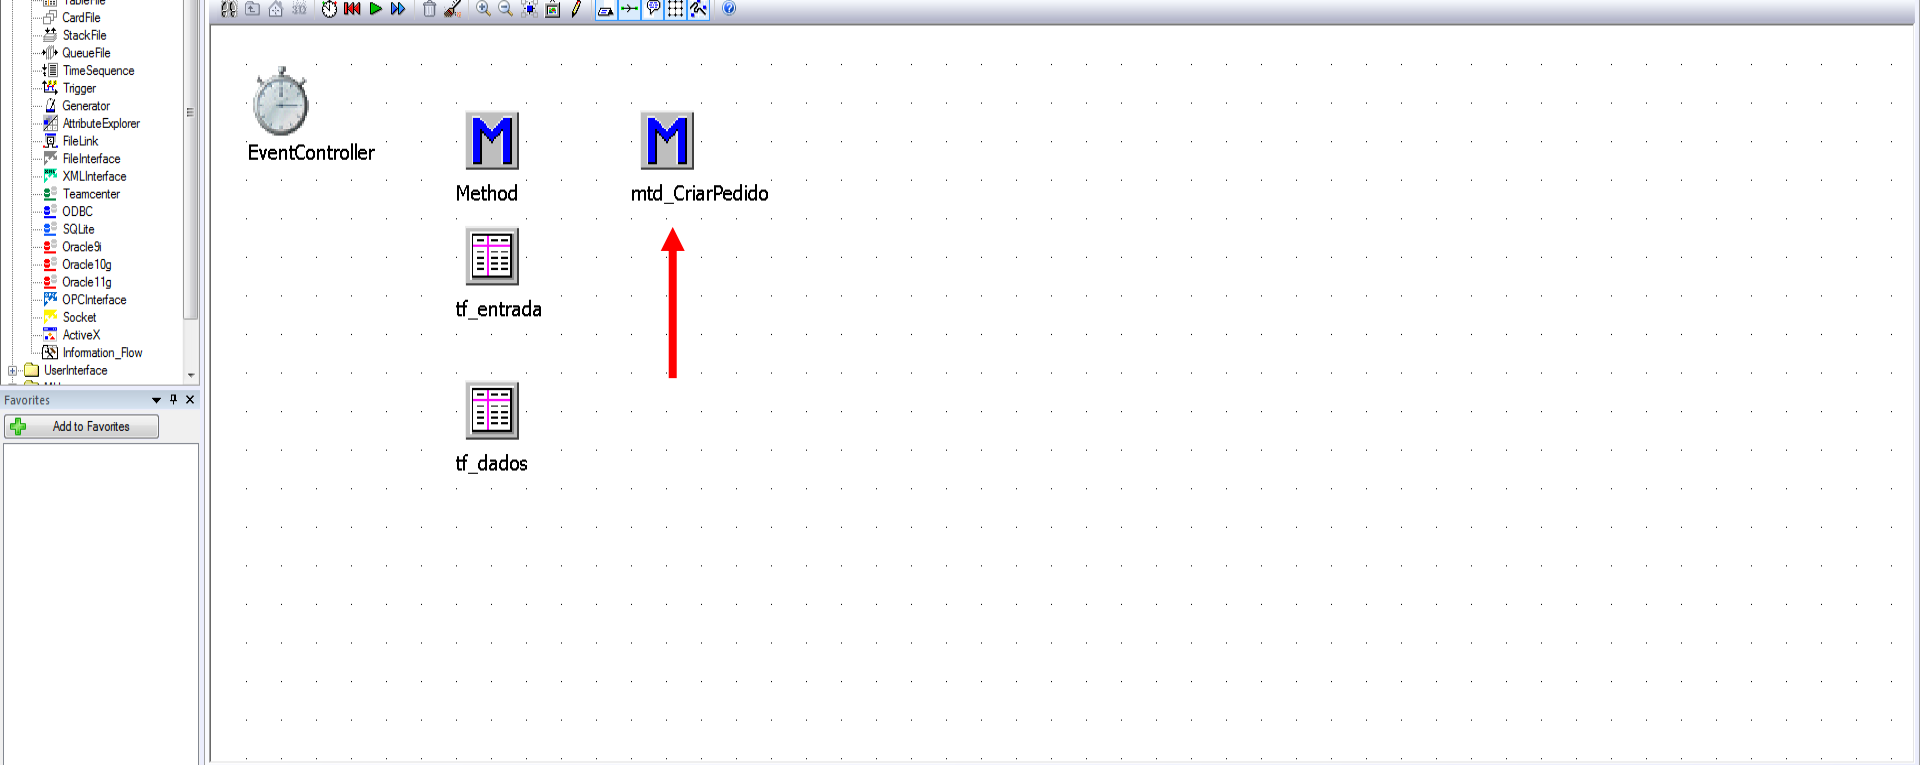 TableFile
CardFile
StackFile
QueueFile
TimeSequence
Trigger
Generator
AttributeExplorer
FileLink
FileInterface
XMLInterface
Teamcenter
ODBC
SQLite
Oracle9i
Oracle10g
Oracle11g
OPCInterface
Socket
ActiveX
Information_Flow
UserInterface
Favorites
Add to Favorites
EventController
Method
mtd_CriarPedido
tf_entrada
tf_dados